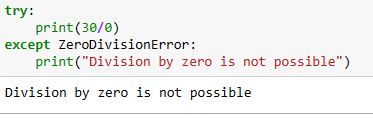 try:
    print(30/0)
except ZeroDivisionError:
    print("Division by zero is not possible")
Division by zero is not possible